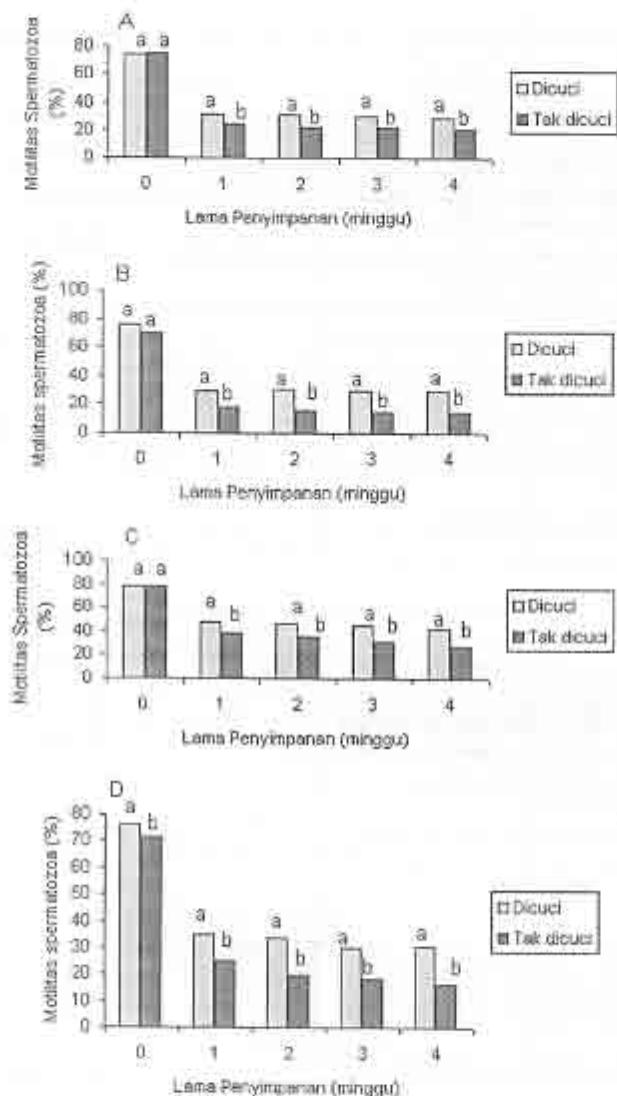 A
Motilitas Spermatozoa
(%)
80
60
40
20
0
a a
a b
a b
a b
a b
0 1 2 3 4
Lama Penyimpanan (minggu)
Dicuci
Tak dicuci
B
Motilitas spermatozoa (%)
100
80
60
40
20
0
a a
a b
a b
a b
a b
0 1 2 3 4
Lama Penyimpanan (minggu)
Dicuci
Tak dicuci
C
Motilitas Spermatozoa
(%)
100
80
60
40
20
0
a a
a b
a b
a b
a b
0 1 2 3 4
Lama Penyimpanan (minggu)
Dicuci
Tak dicuci
D
Motilitas spermatozoa (%)
80
70
60
50
40
30
20
10
0
a b
a b
a b
a b
a b
0 1 2 3 4
Lama Penyimpanan (minggu)
Dicuci
Tak dicuci